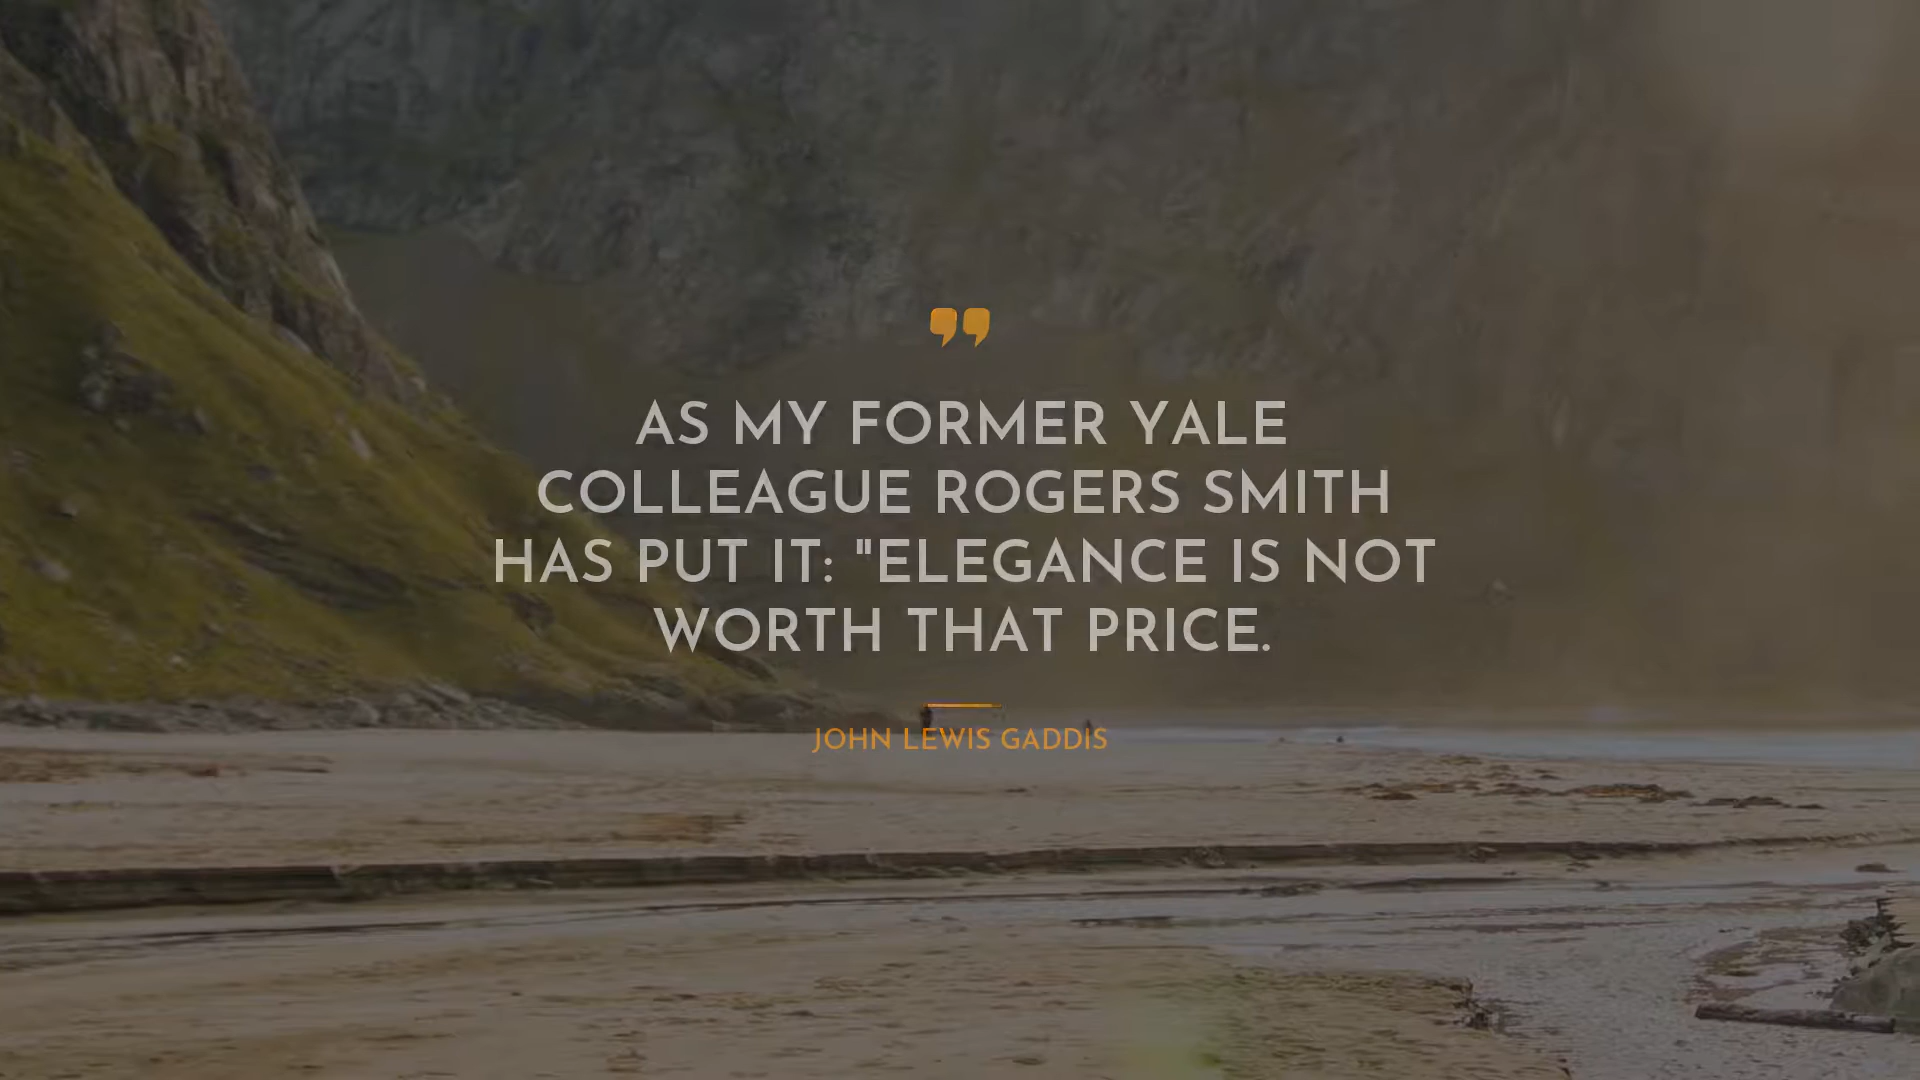 AS MY FORMER YALE
COLLEAGUE ROGERS SMITH
HAS PUT IT: "ELEGANCE IS NOT
WORTH THAT PRICE.
JOHN LEWIS GADDIS